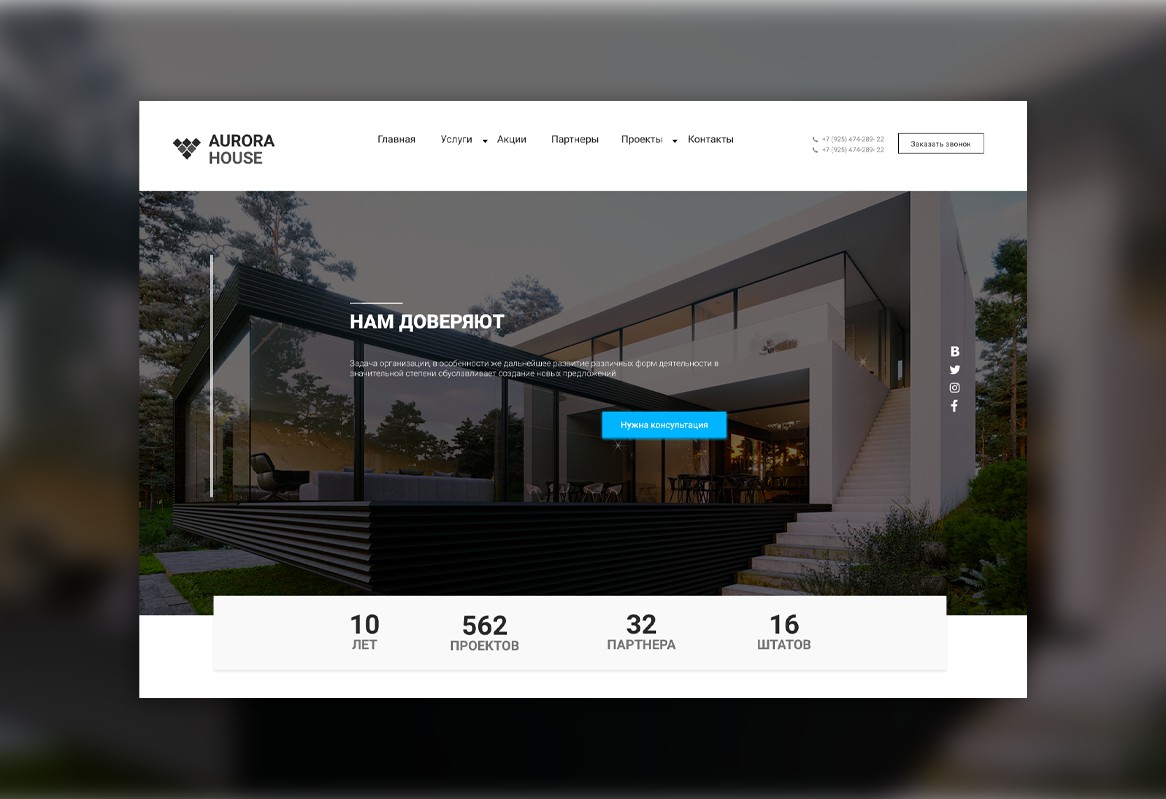 AURORA
HOUSE
Главная Услуги Акции Партнеры Проекты Контакты
+7 (925) 474-289- 22
+7 (925) 474-289- 22
Заказать звонок
НАМ ДОВЕРЯЮТ
Задача организации, в особенности же дальнейшее развитие различных форм деятельности в
значительной степени обуславливает создание новых предложений
Нужна консультация
10 562 32 16
ЛЕТ ПРОЕКТОВ ПАРТНЕРА ШТАТОВ